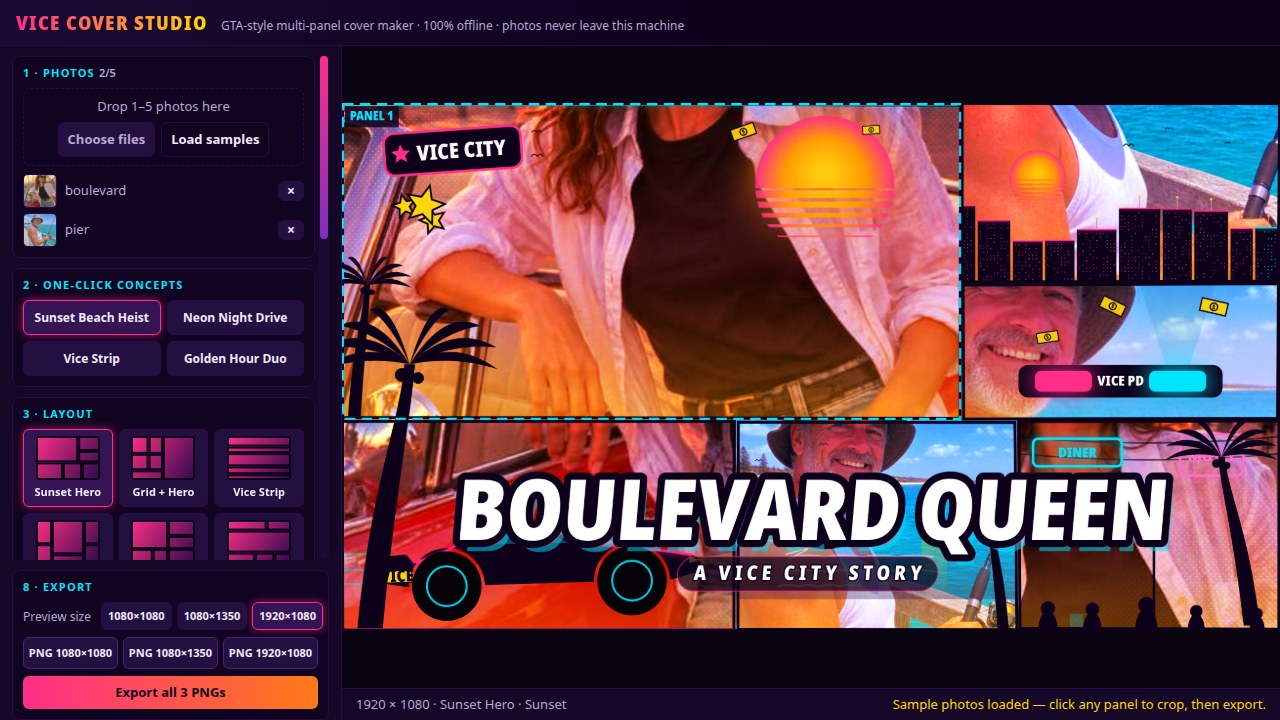 VICE COVER STUDIO
GTA-style multi-panel cover maker · 100% offline · photos never leave this machine
1 · PHOTOS 2/5
Drop 1–5 photos here
Choose files
Load samples
boulevard
×
pier
×
2 · ONE-CLICK CONCEPTS
Sunset Beach Heist
Neon Night Drive
Vice Strip
Golden Hour Duo
3 · LAYOUT
Sunset Hero
Grid + Hero
Vice Strip
8 · EXPORT
Preview size
1080×1080
1080×1350
1920×1080
PNG 1080×1080
PNG 1080×1350
PNG 1920×1080
Export all 3 PNGs
PANEL 1
VICE CITY
VICE PD
DINER
BOULEVARD QUEEN
A VICE CITY STORY
1920 × 1080 · Sunset Hero · Sunset
Sample photos loaded — click any panel to crop, then export.